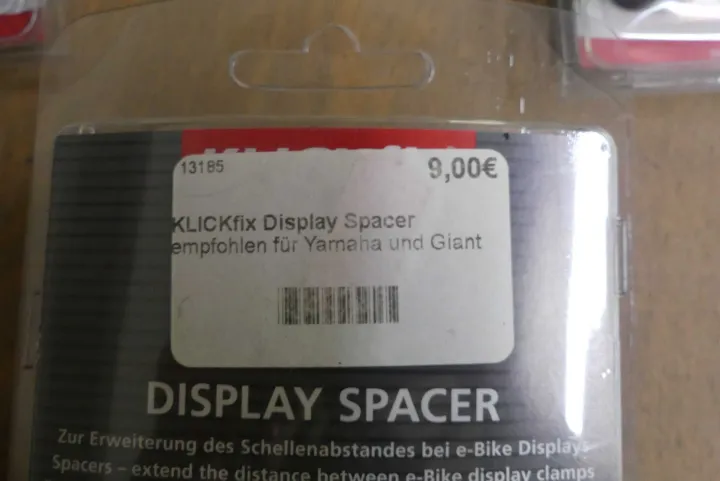 13185 9,00€
KLICKfix Display Spacer
empfohlen für Yamaha und Giant
DISPLAY SPACER
Zur Erweiterung des Schellenabstandes bei e-Bike Displays
Spacers – extend the distance between e-Bike display clamps